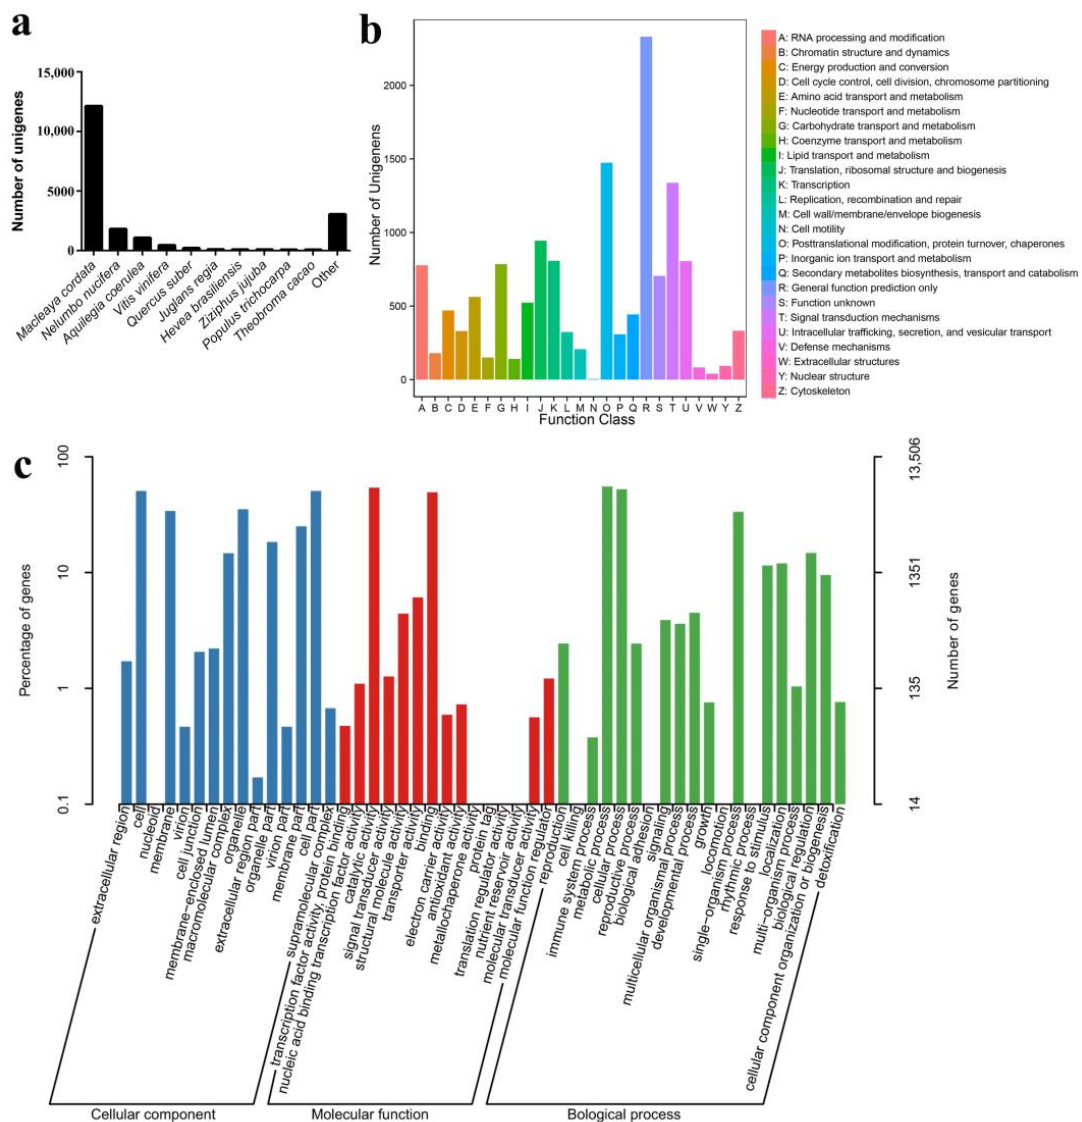 a
Number of unigenes
15,000
10,000
5000
0
Macleaya cordata
Nelumbo nucifera
Aquilegia coerulea
Vitis vinifera
Quercus suber
Juglans regia
Hevea brasiliensis
Ziziphus jujuba
Populus trichocarpa
Theobroma cacao
Other
b
Number of Unigenens
2000
1500
1000
500
0
A B C D E F G H I J K L M N O P Q R S T U V W Y Z
Function Class
A: RNA processing and modification
B: Chromatin structure and dynamics
C: Energy production and conversion
D: Cell cycle control, cell division, chromosome partitioning
E: Amino acid transport and metabolism
F: Nucleotide transport and metabolism
G: Carbohydrate transport and metabolism
H: Coenzyme transport and metabolism
I: Lipid transport and metabolism
J: Translation, ribosomal structure and biogenesis
K: Transcription
L: Replication, recombination and repair
M: Cell wall/membrane/envelope biogenesis
N: Cell motility
O: Posttranslational modification, protein turnover, chaperones
P: Inorganic ion transport and metabolism
Q: Secondary metabolites biosynthesis, transport and catabolism
R: General function prediction only
S: Function unknown
T: Signal transduction mechanisms
U: Intracellular trafficking, secretion, and vesicular transport
V: Defense mechanisms
W: Extracellular structures
Y: Nuclear structure
Z: Cytoskeleton
c
Percentage of genes
100
10
1
0.1
13,506
1351
135
14
Number of genes
extracellular region
cell
nucleoid
membrane
virion
cell junction
membrane−enclosed lumen
macromolecular complex
organelle
extracellular region part
organelle part
virion part
membrane part
cell part
supramolecular complex
transcription factor activity, protein binding
nucleic acid binding transcription factor activity
catalytic activity
signal transducer activity
structural molecule activity
transporter activity
binding
electron carrier activity
antioxidant activity
metallochaperone activity
protein tag
translation regulator activity
nutrient reservoir activity
molecular transducer activity
molecular function regulator
reproduction
cell killing
immune system process
metabolic process
cellular process
reproductive process
biological adhesion
signaling
multicellular organismal process
developmental process
growth
locomotion
single−organism process
rhythmic process
response to stimulus
localization
multi−organism process
biological regulation
cellular component organization or biogenesis
detoxification
Cellular component
Molecular function
Biological process